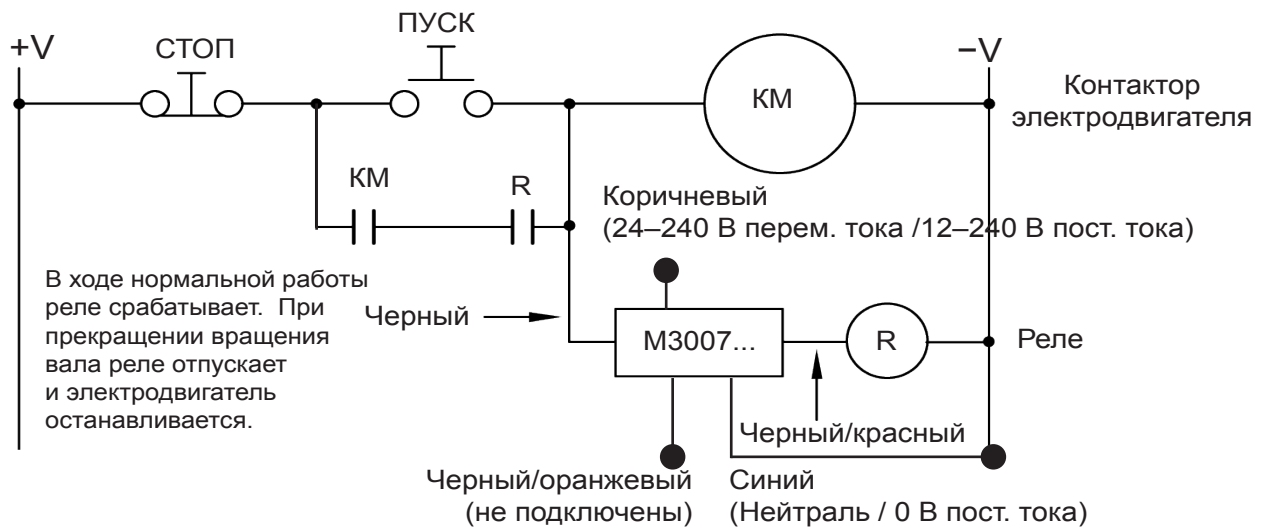 +V
СТОП
ПУСК
–V
КМ
Контактор
электродвигателя
КМ
R
Коричневый
(24–240 В перем. тока /12–240 В пост. тока)
В ходе нормальной работы
реле срабатывает. При
прекращении вращения
вала реле отпускает
и электродвигатель
останавливается.
Черный
М3007...
R
Реле
Черный/красный
Черный/оранжевый
(не подключены)
Синий
(Нейтраль / 0 В пост. тока)